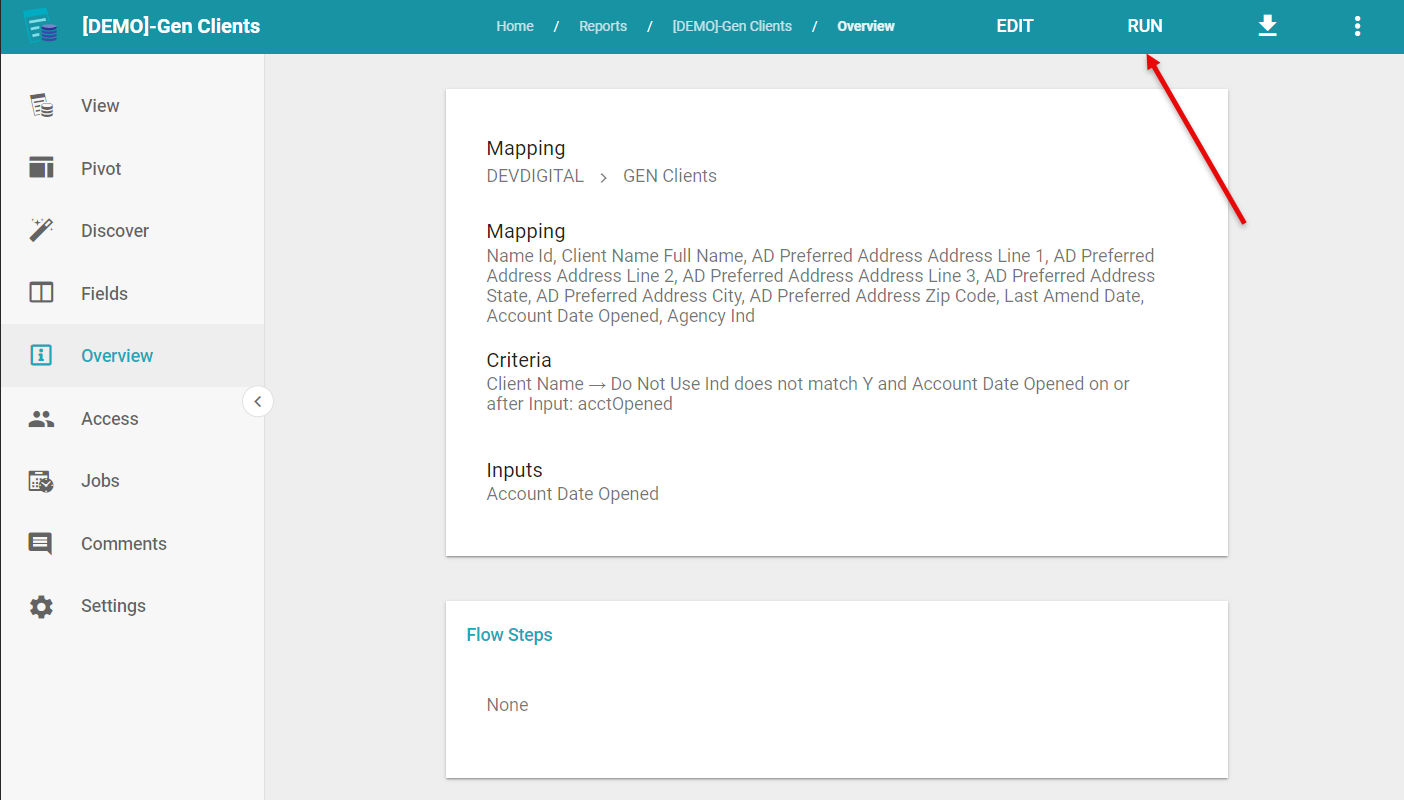 [DEMO]-Gen Clients
Home / Reports / [DEMO]-Gen Clients / Overview
EDIT
RUN
View
Pivot
Discover
Fields
Overview
Access
Jobs
Comments
Settings
Mapping
DEVDIGITAL > GEN Clients
Mapping
Name Id, Client Name Full Name, AD Preferred Address Address Line 1, AD Preferred
Address Address Line 2, AD Preferred Address Address Line 3, AD Preferred Address
State, AD Preferred Address City, AD Preferred Address Zip Code, Last Amend Date,
Account Date Opened, Agency Ind
Criteria
Client Name → Do Not Use Ind does not match Y and Account Date Opened on or
after Input: acctOpened
Inputs
Account Date Opened
Flow Steps
None